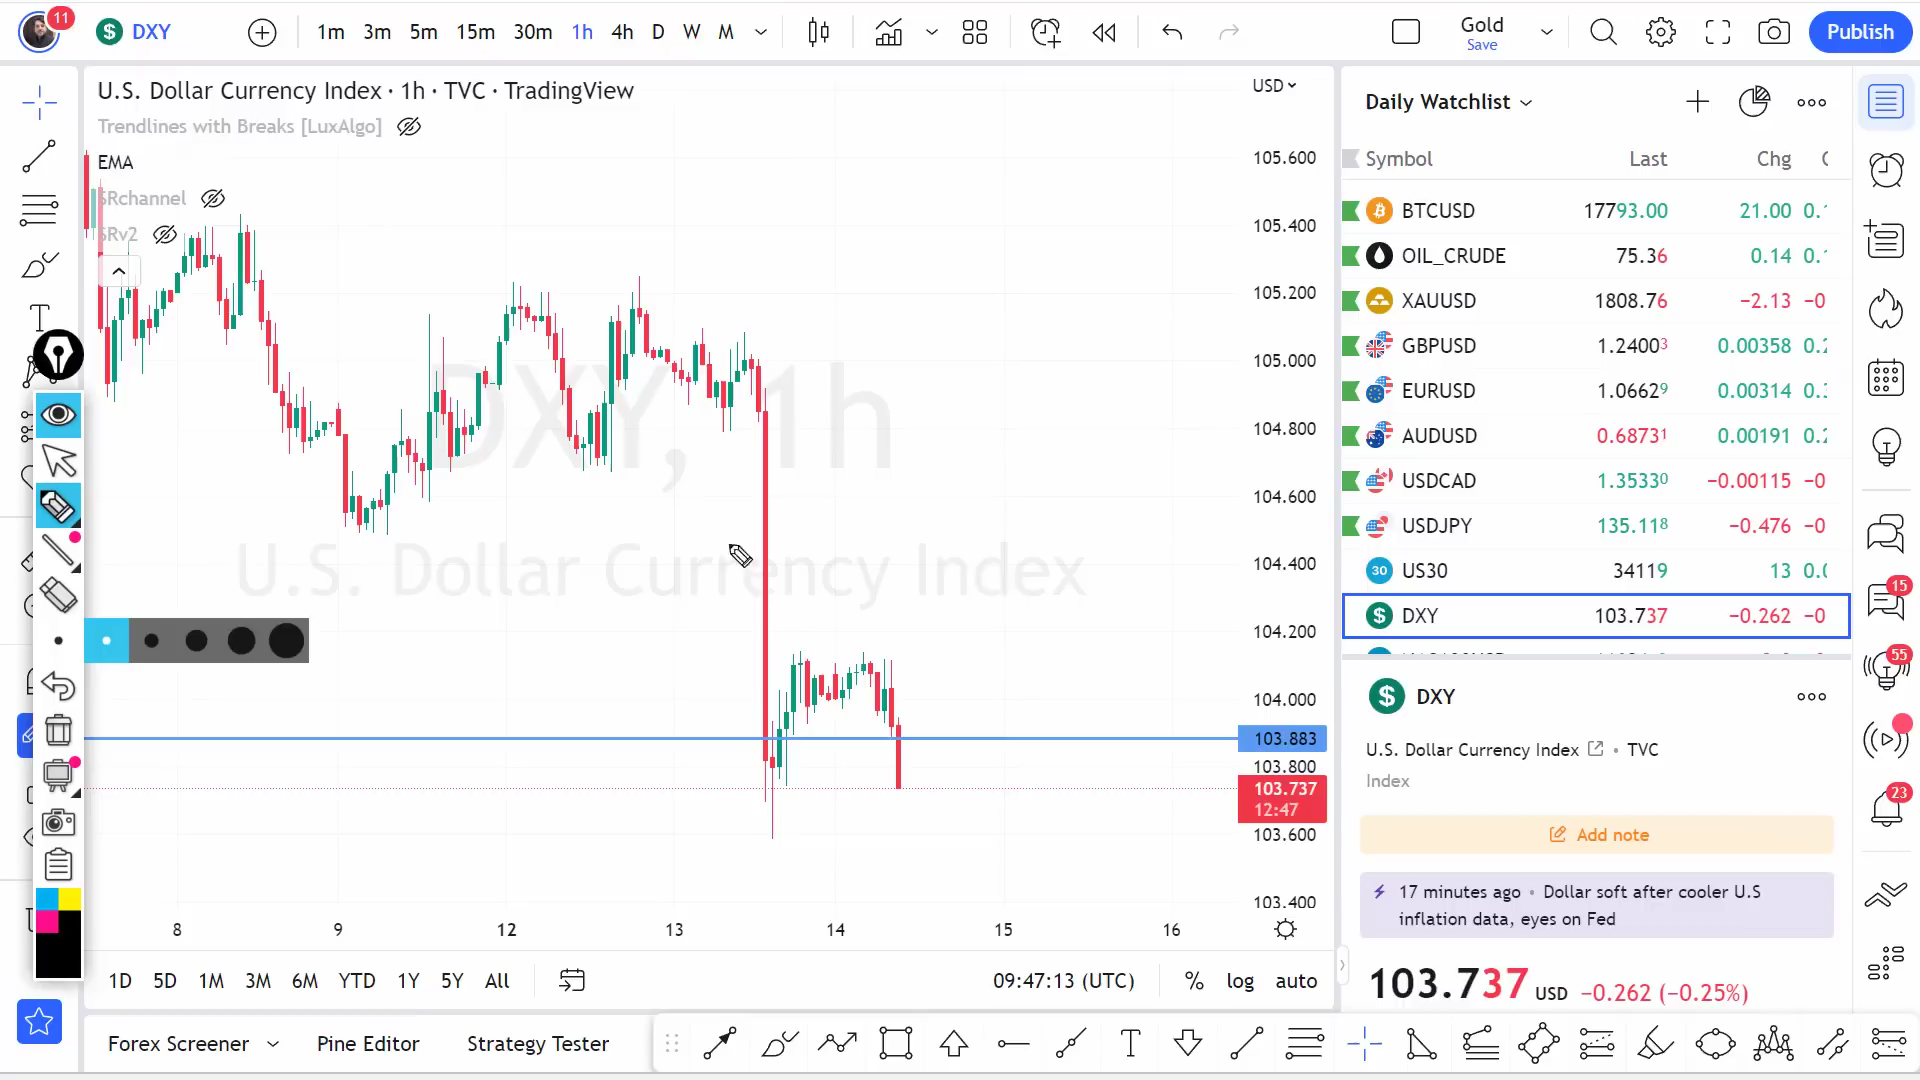 11
DXY
1m 3m 5m 15m 30m 1h 4h D W M
Gold
Save
Publish
U.S. Dollar Currency Index · 1h · TVC · TradingView
USD
Trendlines with Breaks [LuxAlgo]
EMA
SRchannel
SRv2
DXY, 1h
U.S. Dollar Currency Index
105.600
105.400
105.200
105.000
104.800
104.600
104.400
104.200
104.000
103.883
103.800
103.737
12:47
103.600
103.400
8 9 12 13 14 15 16
1D 5D 1M 3M 6M YTD 1Y 5Y All
09:47:13 (UTC) % log auto
Forex Screener Pine Editor Strategy Tester
Daily Watchlist
Symbol Last Chg
BTCUSD 17793.00 21.00
OIL_CRUDE 75.36 0.14
XAUUSD 1808.76 −2.13
GBPUSD 1.24003 0.00358
EURUSD 1.06629 0.00314
AUDUSD 0.68731 0.00191
USDCAD 1.35330 −0.00115
USDJPY 135.118 −0.476
30 US30 34119 13
DXY 103.737 −0.262
DXY
U.S. Dollar Currency Index • TVC
Index
Add note
17 minutes ago • Dollar soft after cooler U.S
inflation data, eyes on Fed
103.737 USD −0.262 (−0.25%)
15
55
23